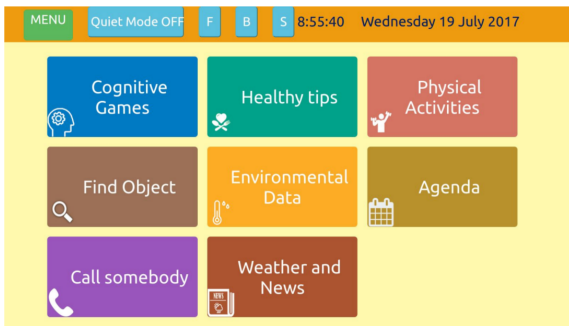 MENU Quiet Mode OFF F B S 8:55:40 Wednesday 19 July 2017
Cognitive
Games
Healthy tips
Physical
Activities
Find Object
Environmental
Data
Agenda
Call somebody
Weather and
News
NEWS